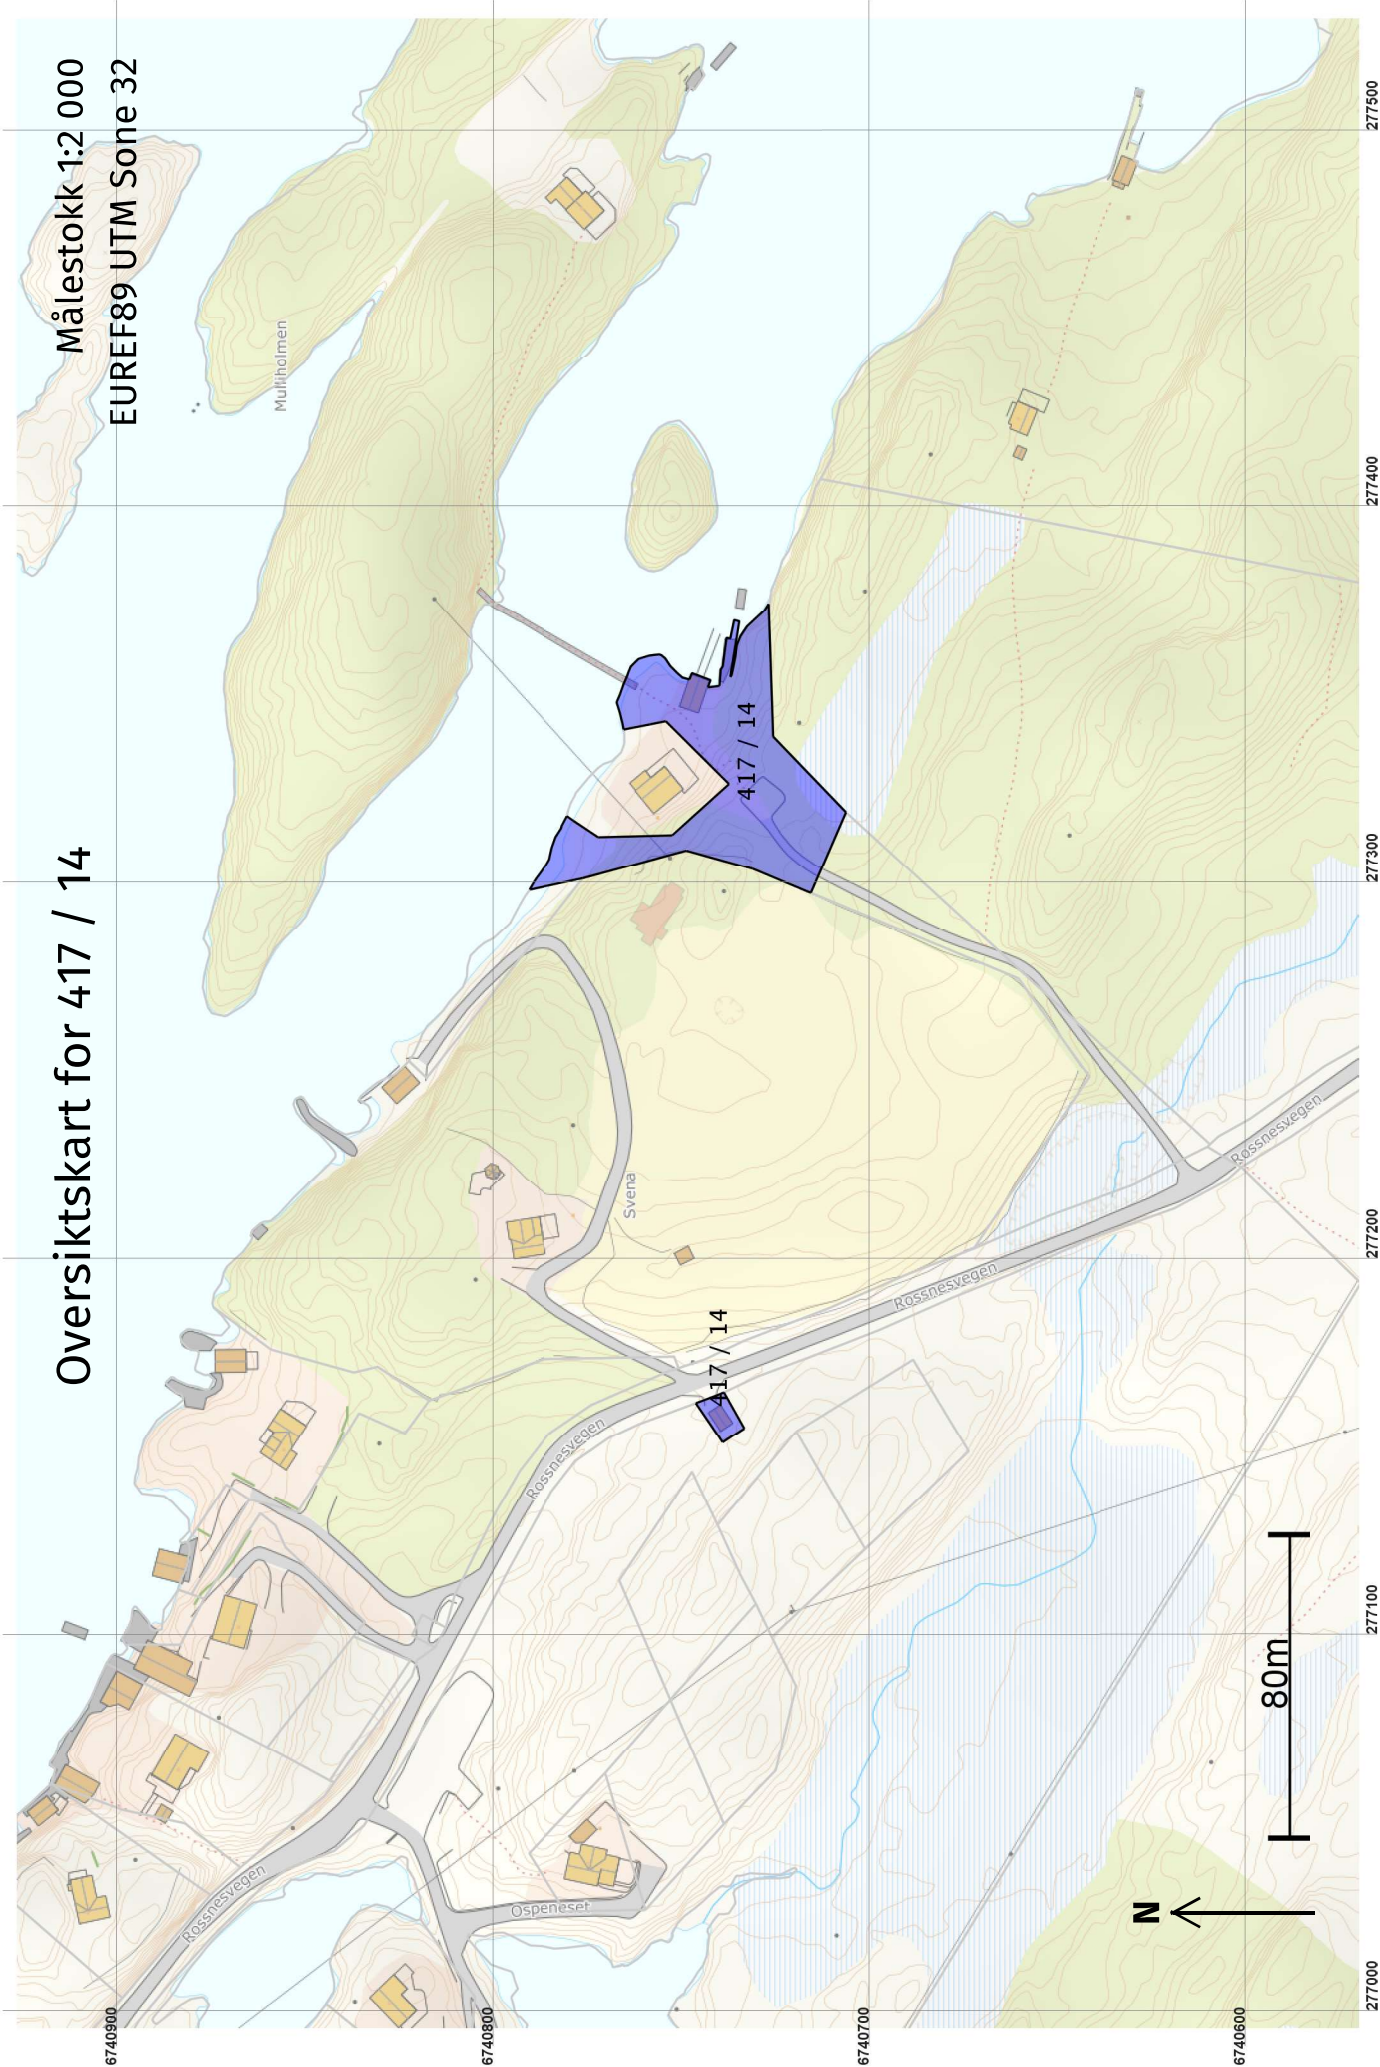 Oversiktskart for 417 / 14
Målestokk 1:2 000
EUREF89 UTM Sone 32
Mulliholmen
417 / 14
Svena
417 / 14
Rossnesvegen
Rossnesvegen
Rossnesvegen
Rossnesvegen
Ospeneset
80m
N
6740900
6740800
6740700
6740600
277000
277100
277200
277300
277400
277500